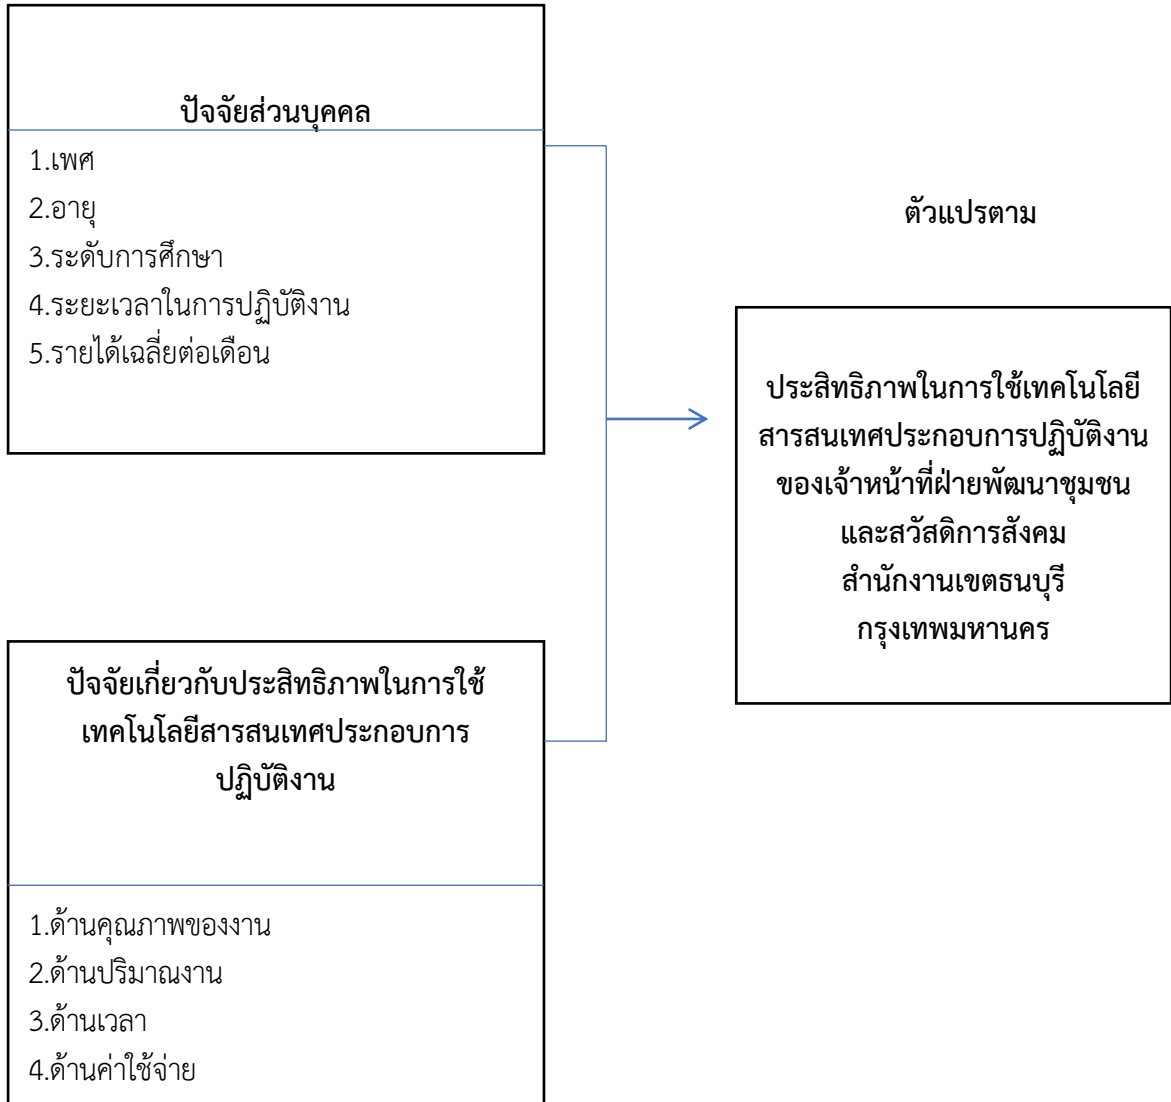 ปัจจัยส่วนบุคคล
1.เพศ
2.อายุ
3.ระดับการศึกษา
4.ระยะเวลาในการปฏิบัติงาน
5.รายได้เฉลี่ยต่อเดือน
ตัวแปรตาม
ประสิทธิภาพในการใช้เทคโนโลยี
สารสนเทศประกอบการปฏิบัติงาน
ของเจ้าหน้าที่ฝ่ายพัฒนาชุมชน
และสวัสดิการสังคม
สำนักงานเขตธนบุรี
กรุงเทพมหานคร
ปัจจัยเกี่ยวกับประสิทธิภาพในการใช้
เทคโนโลยีสารสนเทศประกอบการ
ปฏิบัติงาน
1.ด้านคุณภาพของงาน
2.ด้านปริมาณงาน
3.ด้านเวลา
4.ด้านค่าใช้จ่าย